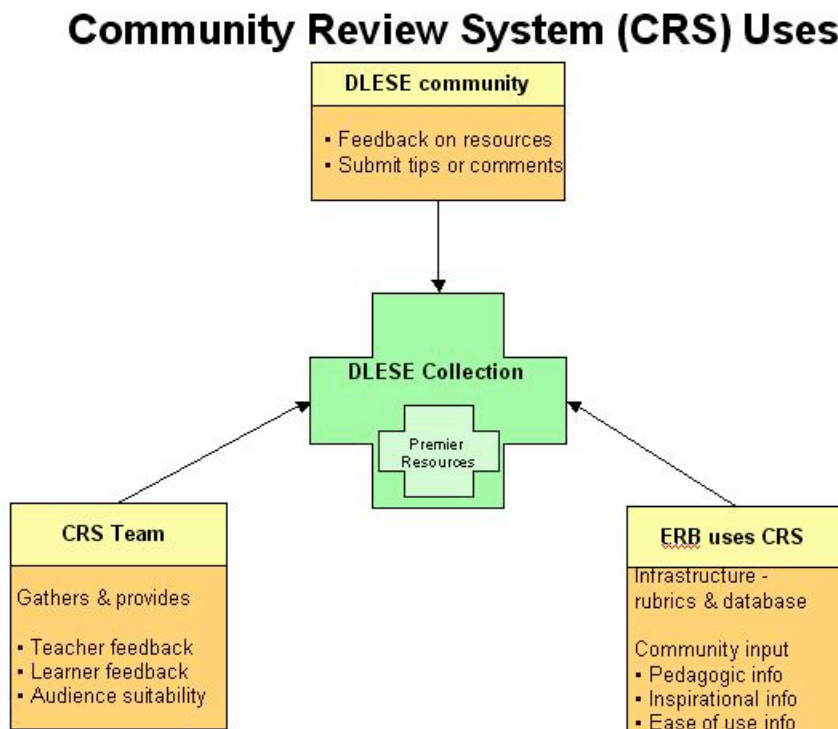 Community Review System (CRS) Uses
DLESE community
▪ Feedback on resources
▪ Submit tips or comments
DLESE Collection
Premier
Resources
CRS Team
Gathers & provides
▪ Teacher feedback
▪ Learner feedback
▪ Audience suitability
ERB uses CRS
Infrastructure -
rubrics & database
Community input
▪ Pedagogic info
▪ Inspirational info
▪ Ease of use info